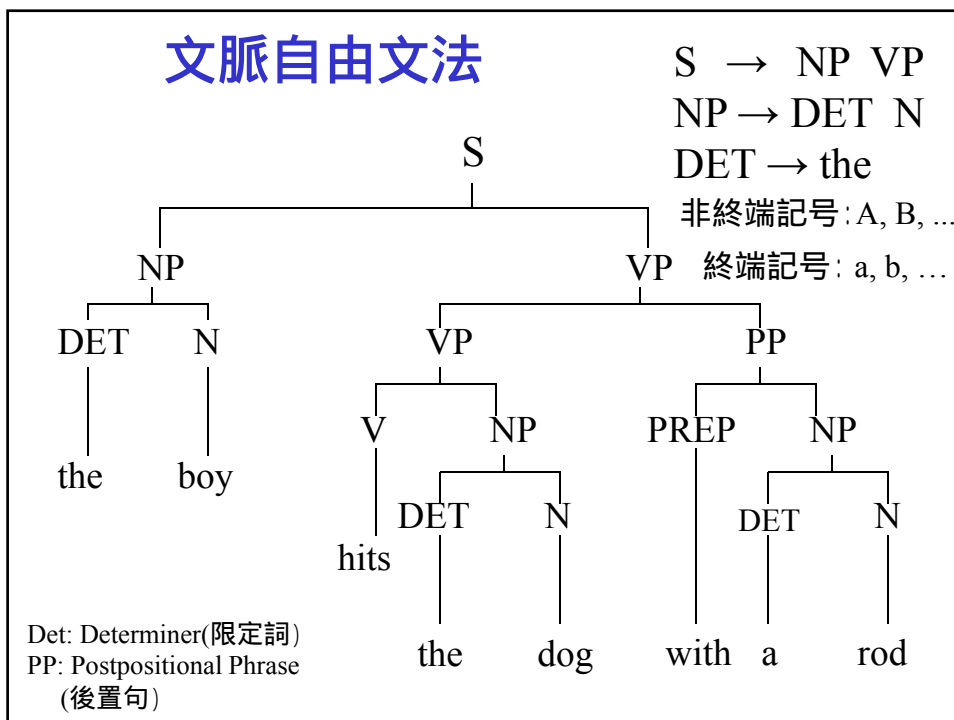 文脈自由文法
S → NP VP
NP → DET N
DET → the
非終端記号: A, B, ...
終端記号: a, b, …
S
NP VP
DET N VP PP
V NP PREP NP
the boy
DET N DET N
hits
the dog with a rod
Det: Determiner(限定詞)
PP: Postpositional Phrase
(後置句)